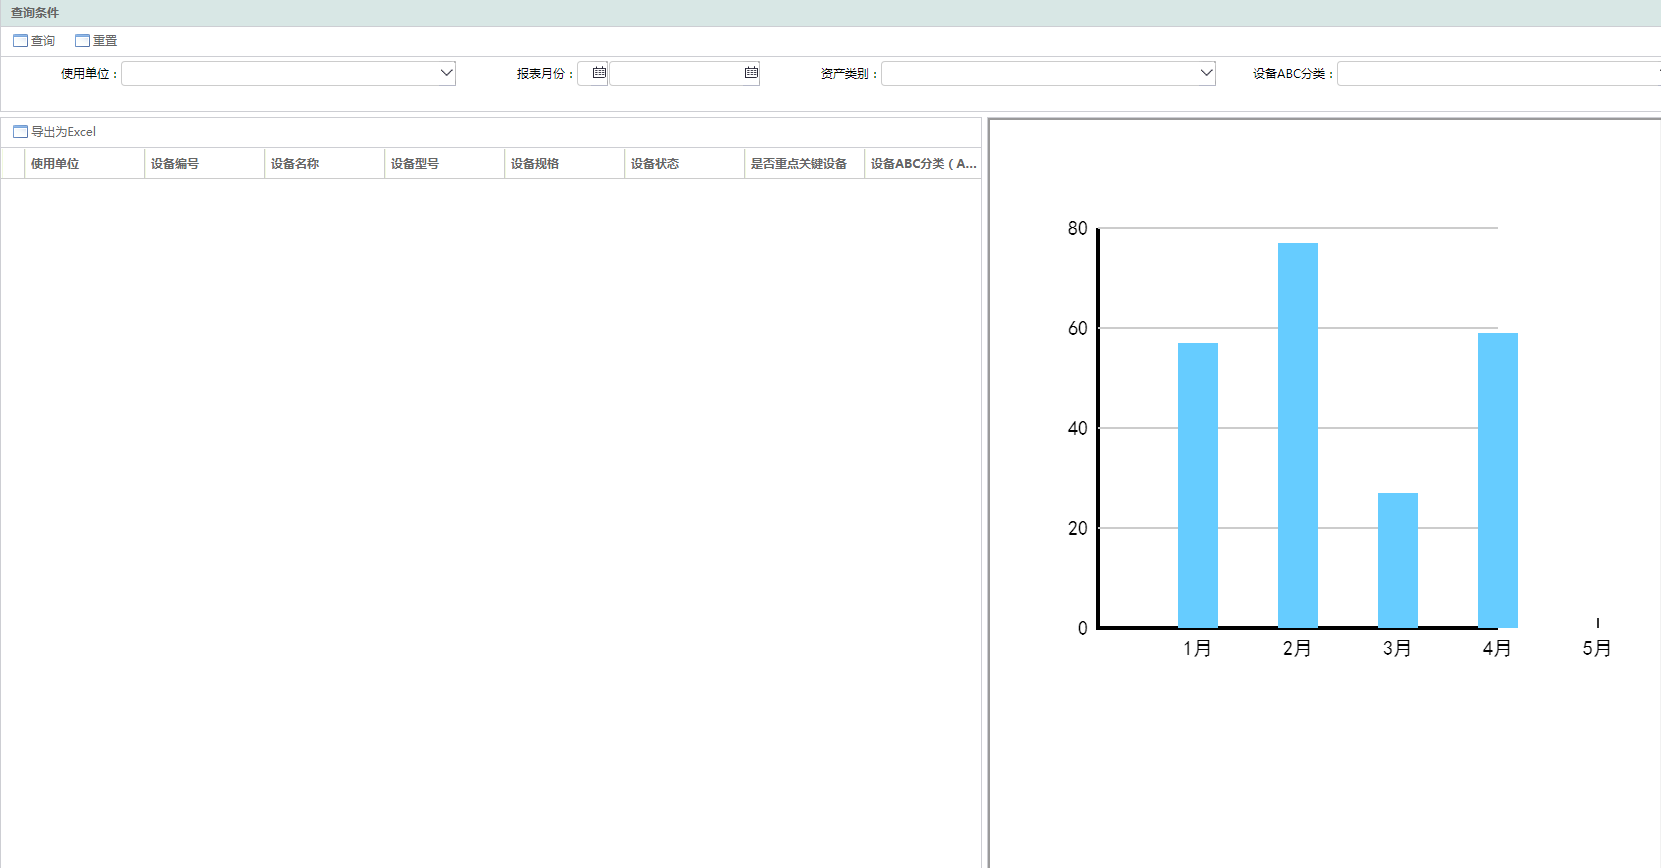 查询条件
查询 重置
使用单位： 报表月份： 资产类别： 设备ABC分类：
导出为Excel
使用单位 设备编号 设备名称 设备型号 设备规格 设备状态 是否重点关键设备 设备ABC分类（A...
80
60
40
20
0
1月 2月 3月 4月 5月